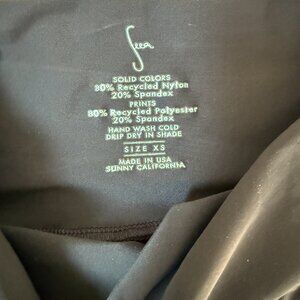 Seea
SOLID COLORS
80% Recycled Nylon
20% Spandex
PRINTS
80% Recycled Polyester
20% Spandex
HAND WASH COLD
DRIP DRY IN SHADE
SIZE XS
MADE IN USA
SUNNY CALIFORNIA